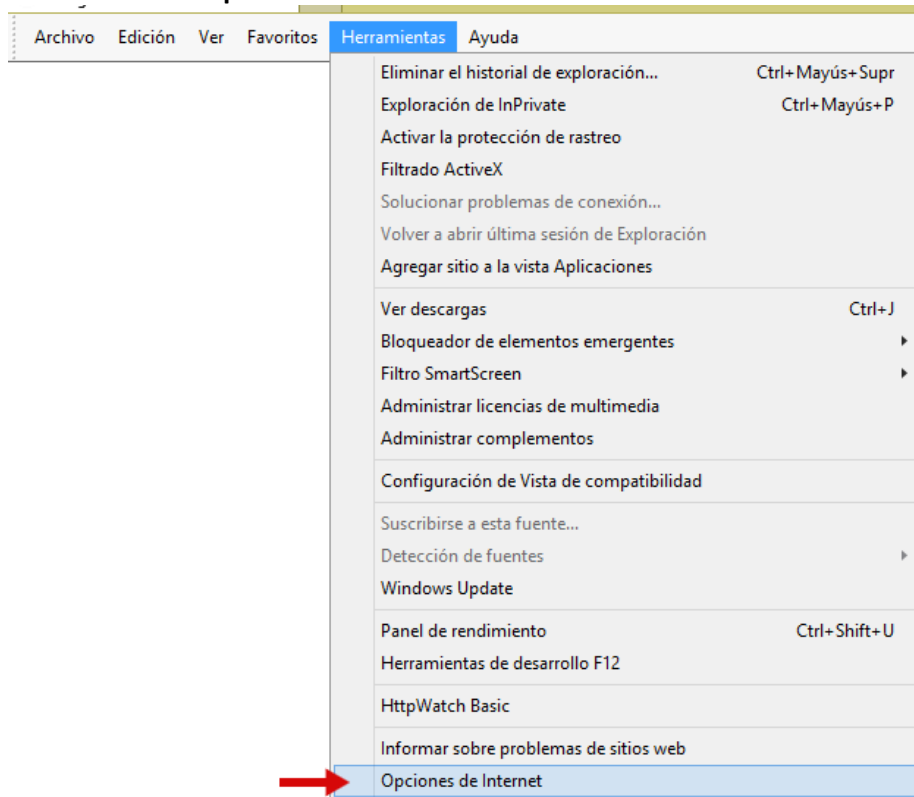 Archivo Edición Ver Favoritos Herramientas Ayuda
Eliminar el historial de exploración... Ctrl+Mayús+Supr
Exploración de InPrivate Ctrl+Mayús+P
Activar la protección de rastreo
Filtrado ActiveX
Solucionar problemas de conexión...
Volver a abrir última sesión de Exploración
Agregar sitio a la vista Aplicaciones
Ver descargas Ctrl+J
Bloqueador de elementos emergentes
Filtro SmartScreen
Administrar licencias de multimedia
Administrar complementos
Configuración de Vista de compatibilidad
Suscribirse a esta fuente...
Detección de fuentes
Windows Update
Panel de rendimiento Ctrl+Shift+U
Herramientas de desarrollo F12
HttpWatch Basic
Informar sobre problemas de sitios web
Opciones de Internet